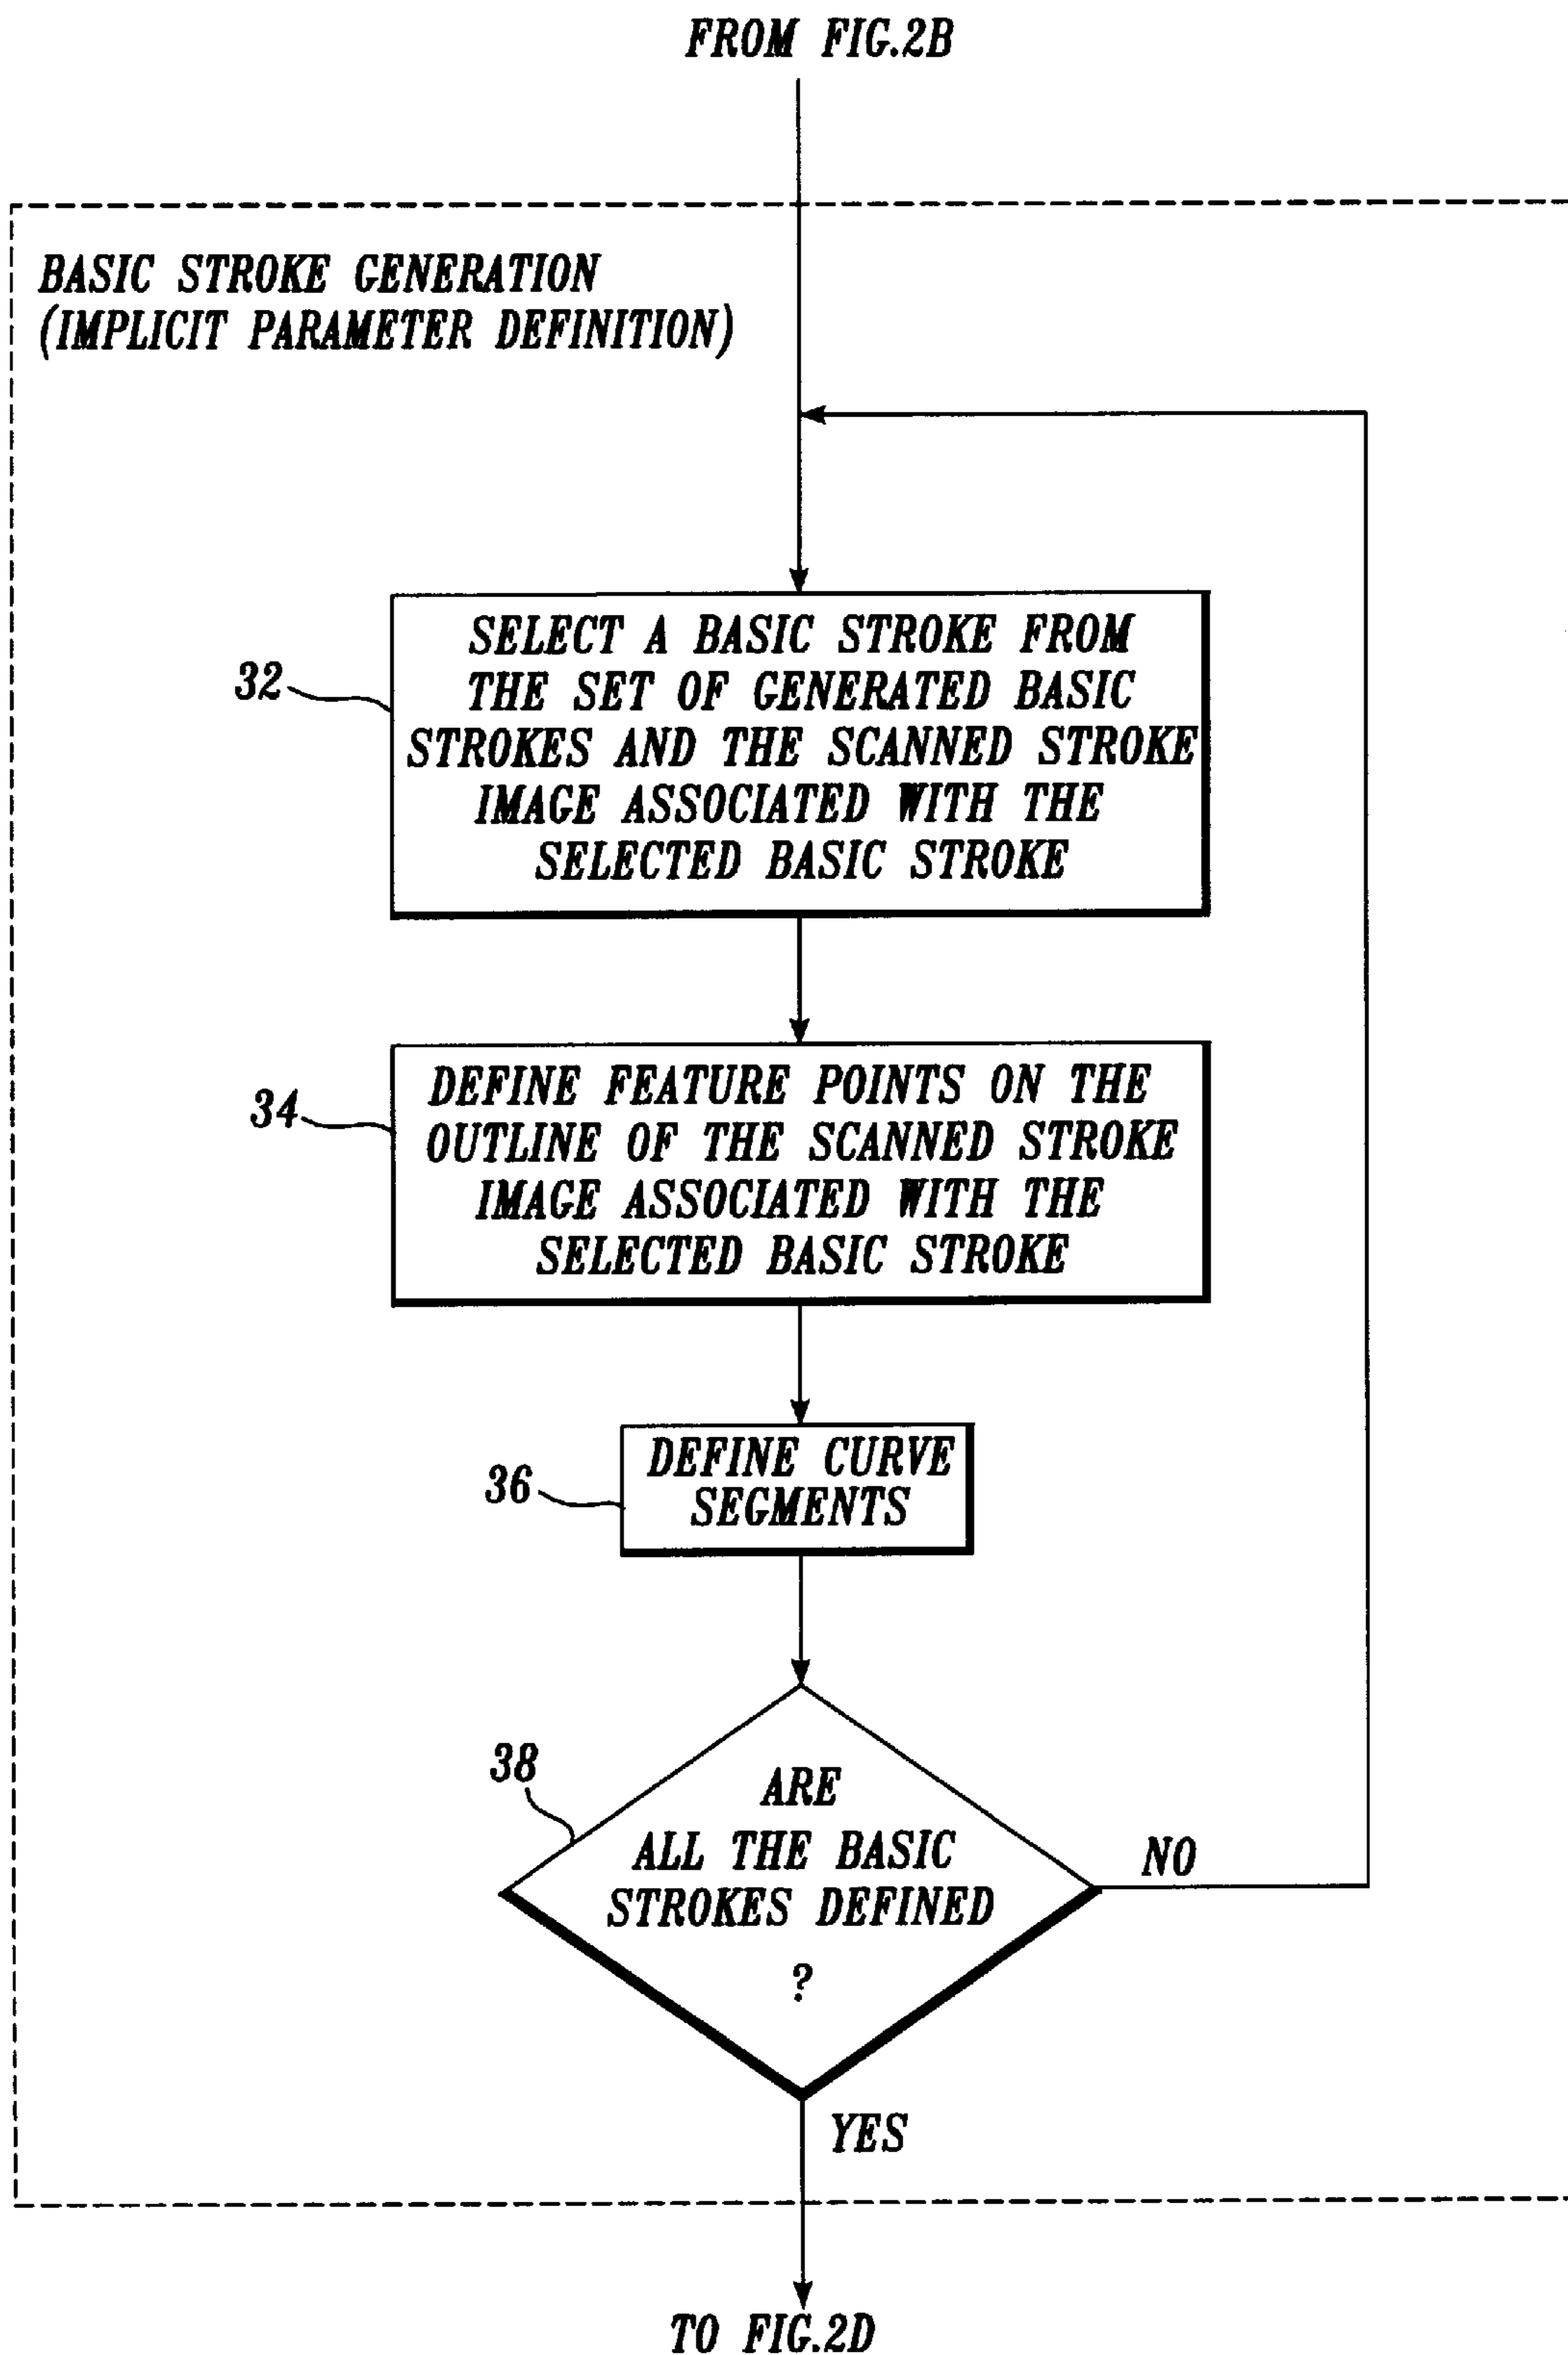 FROM FIG.2B
BASIC STROKE GENERATION
(IMPLICIT PARAMETER DEFINITION)
32
SELECT A BASIC STROKE FROM
THE SET OF GENERATED BASIC
STROKES AND THE SCANNED STROKE
IMAGE ASSOCIATED WITH THE
SELECTED BASIC STROKE
34
DEFINE FEATURE POINTS ON THE
OUTLINE OF THE SCANNED STROKE
IMAGE ASSOCIATED WITH THE
SELECTED BASIC STROKE
36
DEFINE CURVE
SEGMENTS
38
ARE
ALL THE BASIC
STROKES DEFINED
?
NO
YES
TO FIG.2D